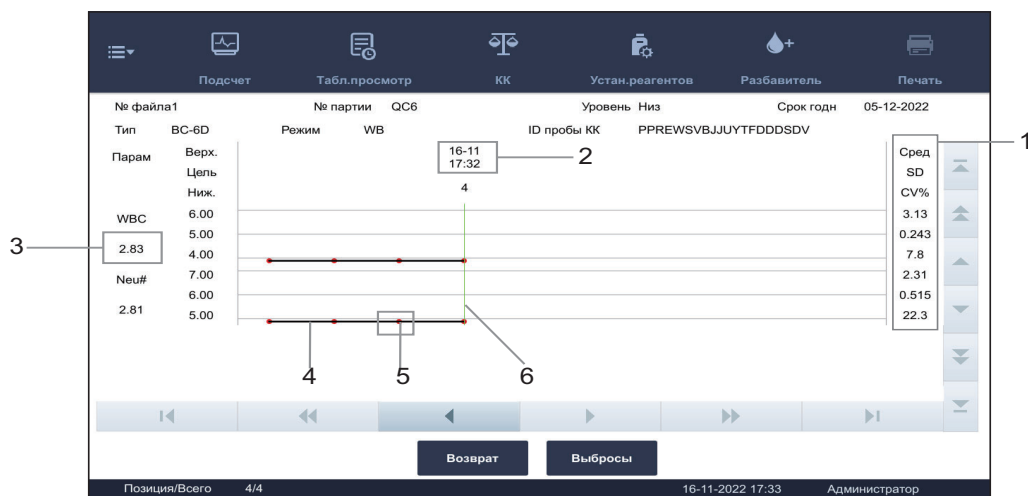 Подсчет Табл.просмотр КК Устан.реагентов Разбавитель Печать
№ файла1 № партии QC6 Уровень Низ Срок годн 05-12-2022
Тип BC-6D Режим WB ID пробы КК PPREWSVBJJUYTFDDDSDV
1
Парам Верх. 16-11 Сред
Цель 17:32 2 SD
Ниж. 4 CV%
WBC 6.00 3.13
5.00 0.243
3 2.83 4.00 7.8
Neu# 7.00 2.31
6.00 0.515
2.81 5.00 22.3
4 5 6
Возврат Выбросы
Позиция/Всего 4/4 16-11-2022 17:33 Администратор